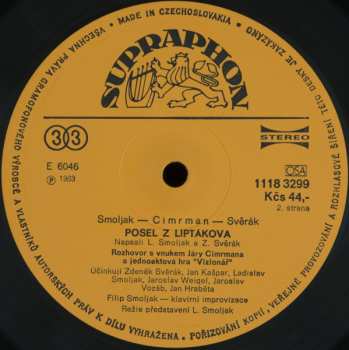 VŠECHNA PRÁVA GRAMOFONOVÉHO VÝROBCE A VLASTNÍKŮ AUTORSKÝCH PRÁV K DÍLU VYHRAŽENA. • POŘIZOVÁNÍ KOPIÍ, VEŘEJNÉ PROVOZOVÁNÍ A ROZHLASOVÉ ŠÍŘENÍ TÉTO DESKY JE ZAKÁZÁNO • MADE IN CZECHOSLOVAKIA •
SUPRAPHON
33
STEREO
E 6046
℗ 1983
OSA
1118 3299
Kčs 44,-
2. strana
Smoljak — Cimrman — Svěrák
POSEL Z LIPTÁKOVA
Napsali L. Smoljak a Z. Svěrák
Rozhovor s vnukem Járy Cimrmana
a jednoaktová hra "Vizionář"
Účinkují Zdeněk Svěrák, Jan Kašpar, Ladislav
Smoljak, Jaroslav Weigel, Jaroslav
Vozáb, Jan Hraběta
Filip Smoljak — klavírní improvizace
Režie představení L. Smoljak